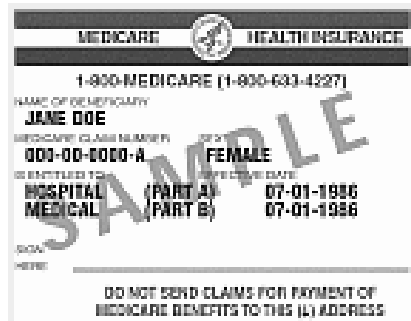 MEDICARE HEALTH INSURANCE
1-800-MEDICARE (1-800-633-4227)
NAME OF BENEFICIARY
JANE DOE
MEDICARE CLAIM NUMBER SEX
000-00-0000-A FEMALE
IS ENTITLED TO EFFECTIVE DATE
HOSPITAL (PART A) 07-01-1986
MEDICAL (PART B) 07-01-1986
SAMPLE
SIGN
HERE
DO NOT SEND CLAIMS FOR PAYMENT OF
MEDICARE BENEFITS TO THIS
ADDRESS